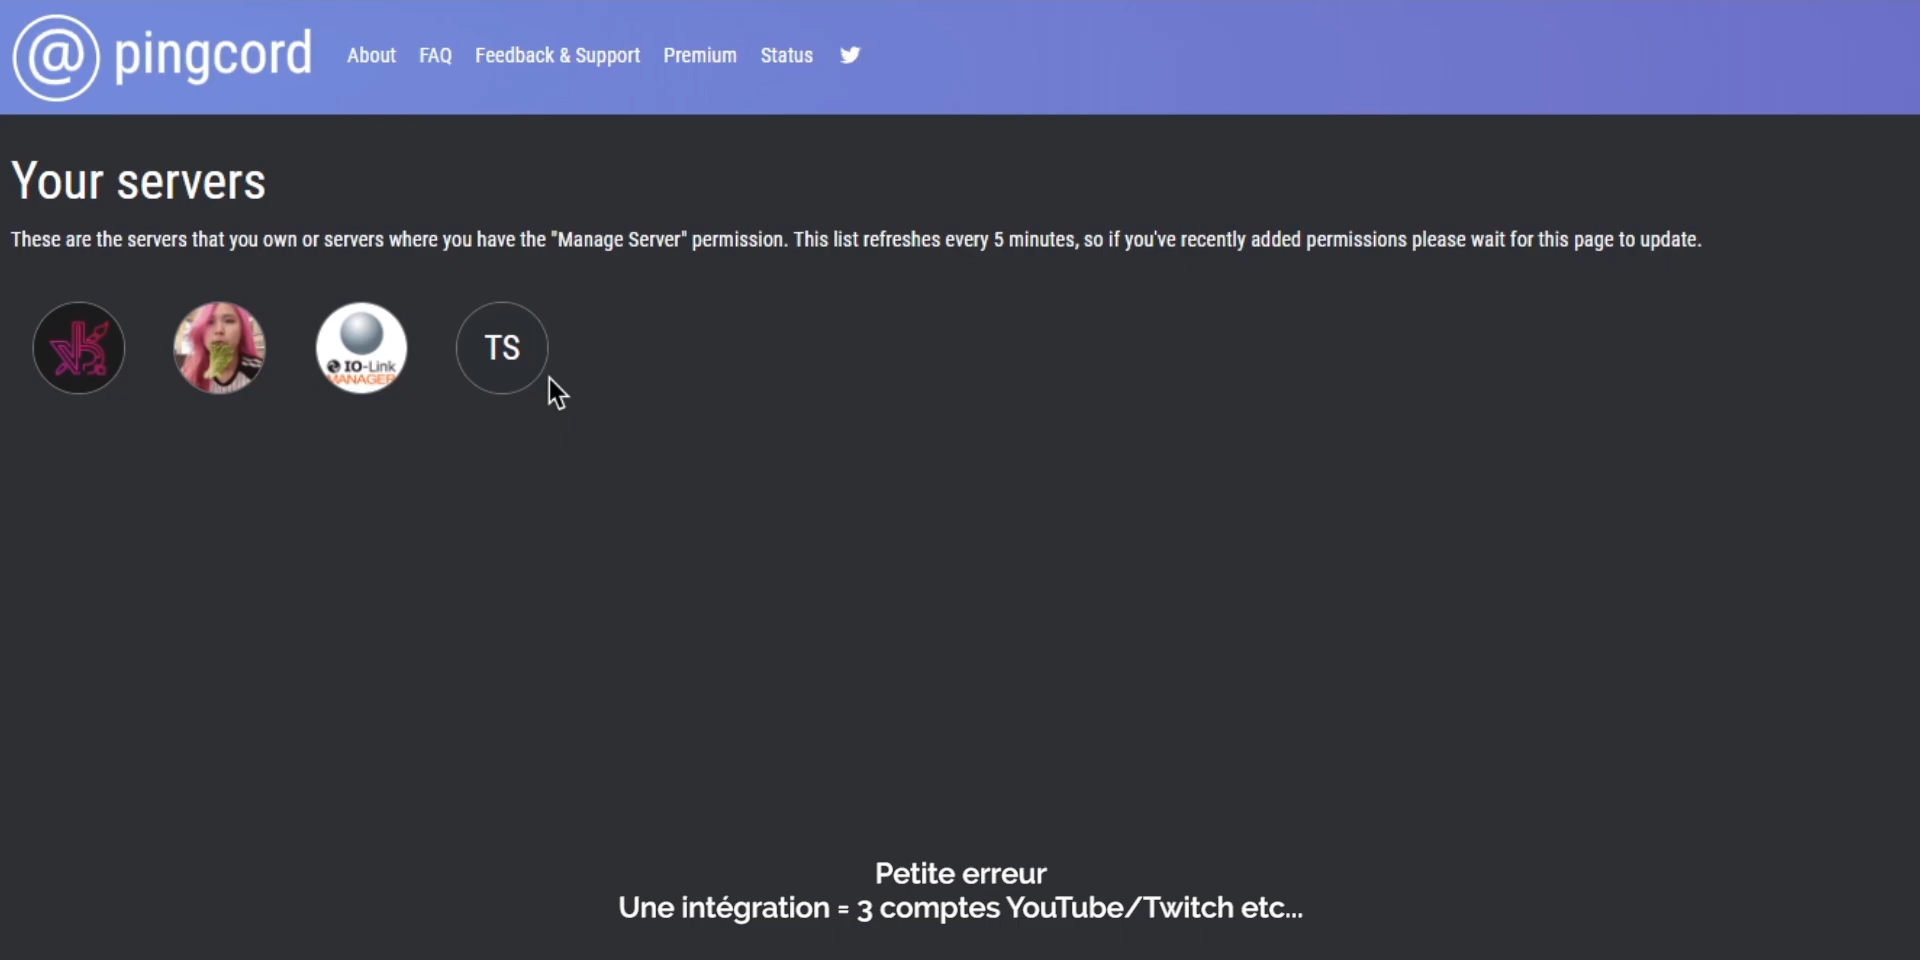 @ pingcord
About FAQ Feedback & Support Premium Status
Your servers
These are the servers that you own or servers where you have the "Manage Server" permission. This list refreshes every 5 minutes, so if you've recently added permissions please wait for this page to update.
IO-Link
MANAGER
TS
Petite erreur
Une intégration = 3 comptes YouTube/Twitch etc...